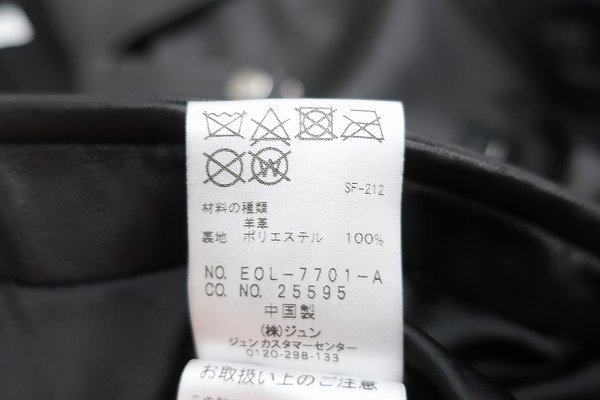 W
SF-212
材料の種類
羊革
裏地 ポリエステル 100%
NO. EOL-7701-A
CO. NO. 25595
中国製
(株)ジュン
ジュン カスタマーセンター
0120-298-133
お取扱い上のご注意